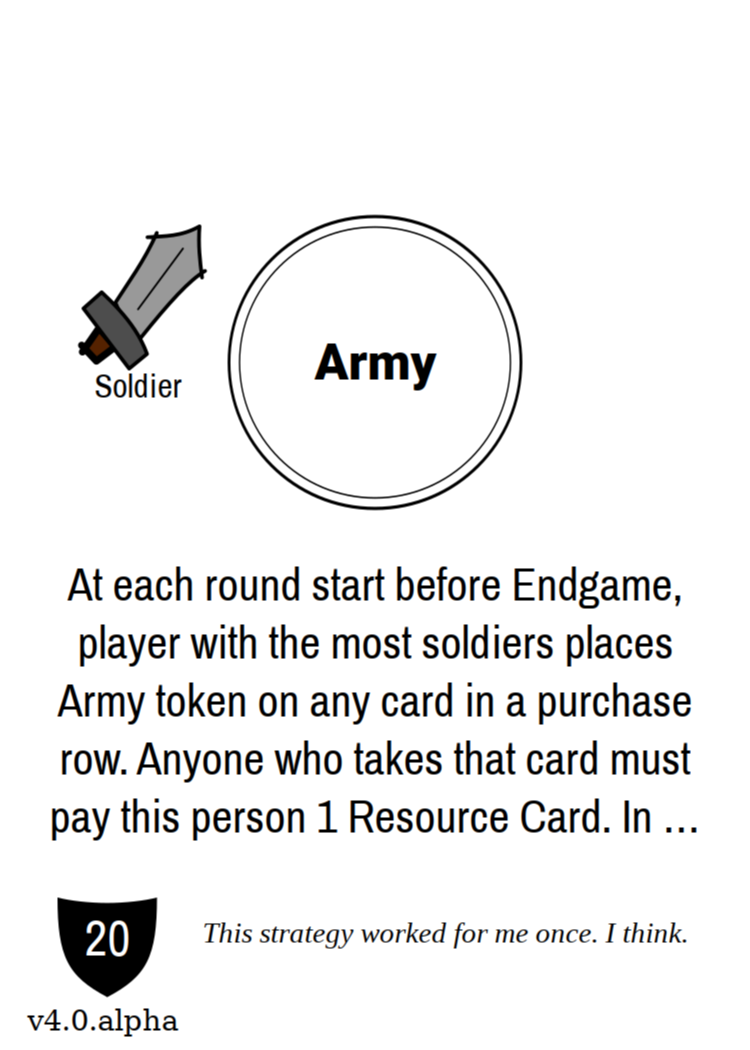 Soldier
Army
At each round start before Endgame,
player with the most soldiers places
Army token on any card in a purchase
row. Anyone who takes that card must
pay this person 1 Resource Card. In ...
20
This strategy worked for me once. I think.
v4.0.alpha